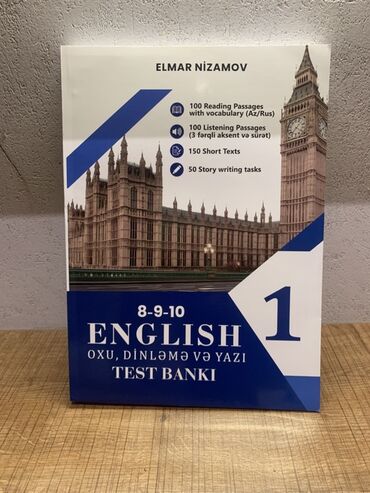 ELMAR NİZAMOV
100 Reading Passages
with vocabulary (Az/Rus)
100 Listening Passages
(3 fərqli aksent və sürət)
150 Short Texts
50 Story writing tasks
8-9-10
ENGLISH
OXU, DİNLƏMƏ VƏ YAZI
TEST BANKI
1